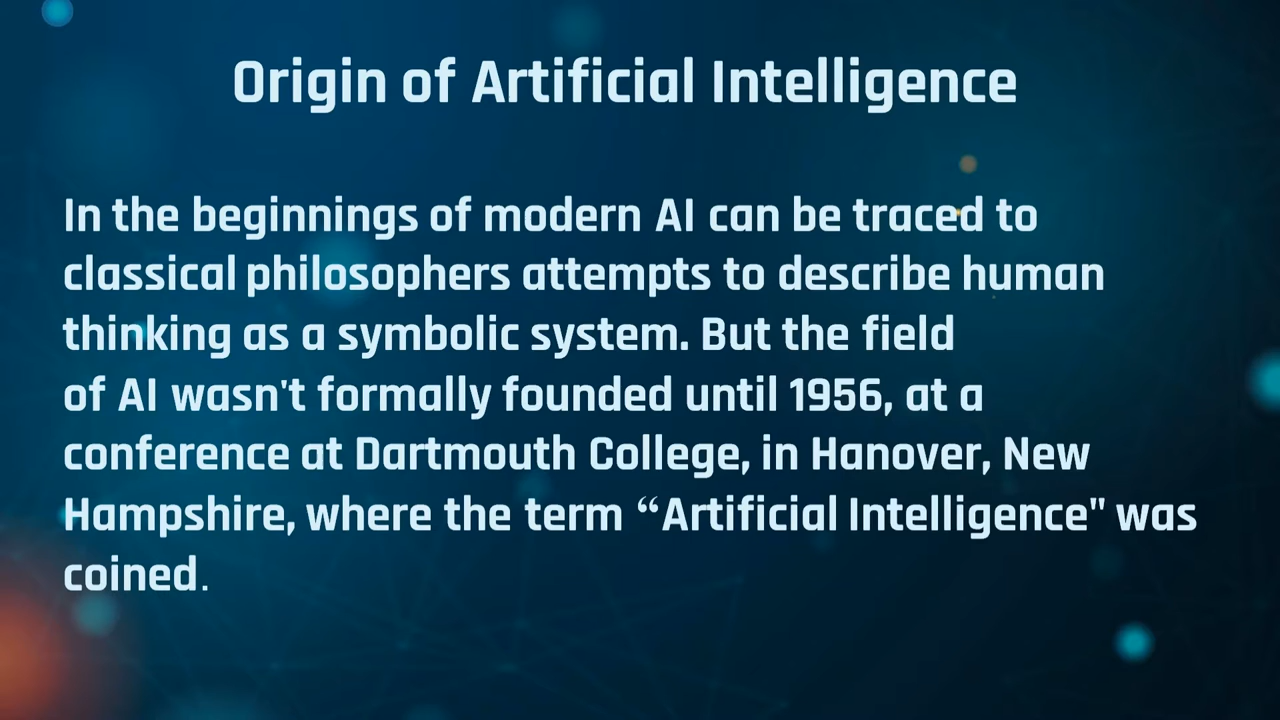 Origin of Artificial Intelligence
In the beginnings of modern AI can be traced to
classical philosophers attempts to describe human
thinking as a symbolic system. But the field
of AI wasn't formally founded until 1956, at a
conference at Dartmouth College, in Hanover, New
Hampshire, where the term “Artificial Intelligence" was
coined.